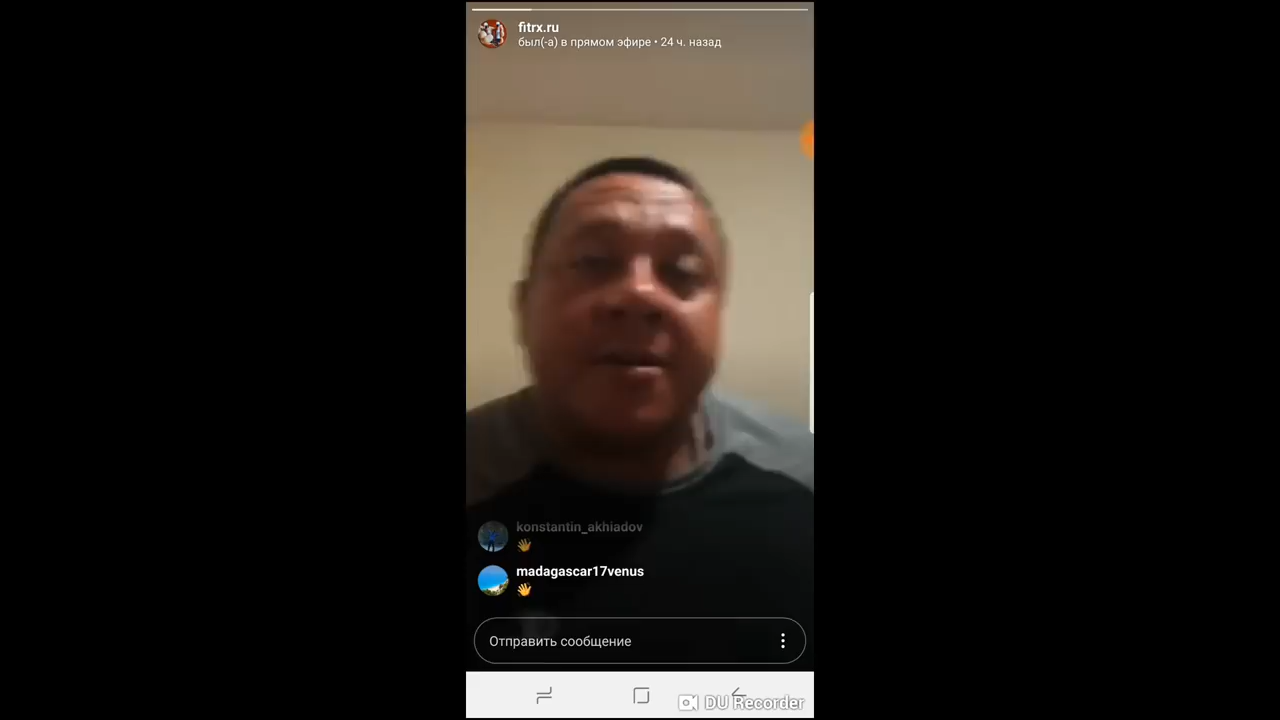 fitrx.ru
был(-а) в прямом эфире • 24 ч. назад
konstantin_akhiadov
👋
madagascar17venus
👋
Отправить сообщение
DU Recorder